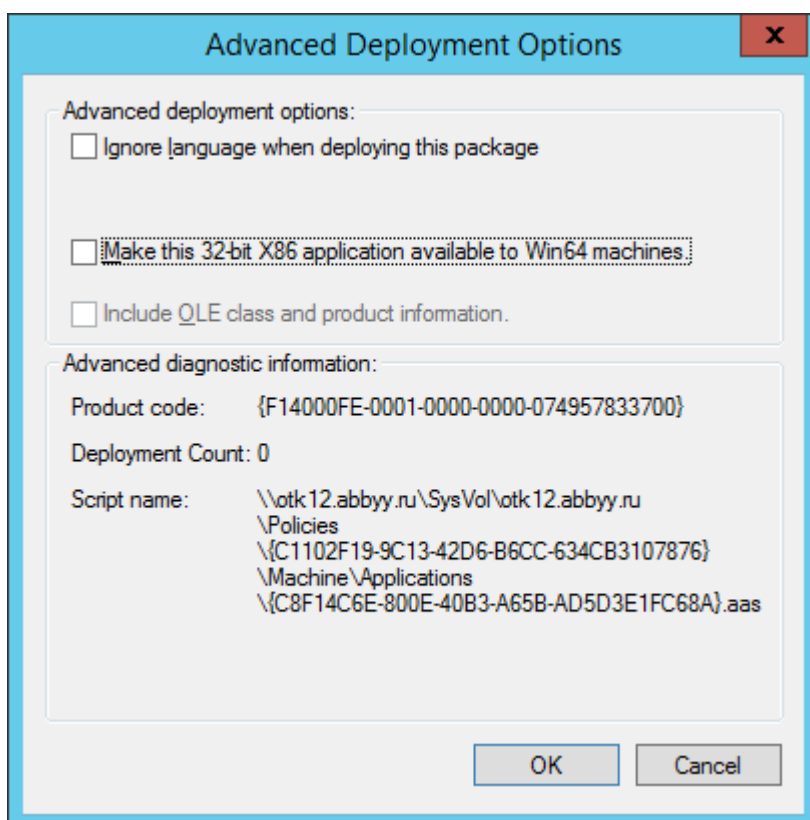 Advanced Deployment Options
x
Advanced deployment options:
Ignore language when deploying this package
Make this 32-bit X86 application available to Win64 machines.
Include OLE class and product information.
Advanced diagnostic information:
Product code: {F14000FE-0001-0000-0000-074957833700}
Deployment Count: 0
Script name: \\otk12.abbyy.ru\SysVol\otk12.abbyy.ru
\Policies
\{C1102F19-9C13-42D6-B6CC-634CB3107876}
\Machine\Applications
\{C8F14C6E-800E-40B3-A65B-AD5D3E1FC68A}.aas
OK Cancel